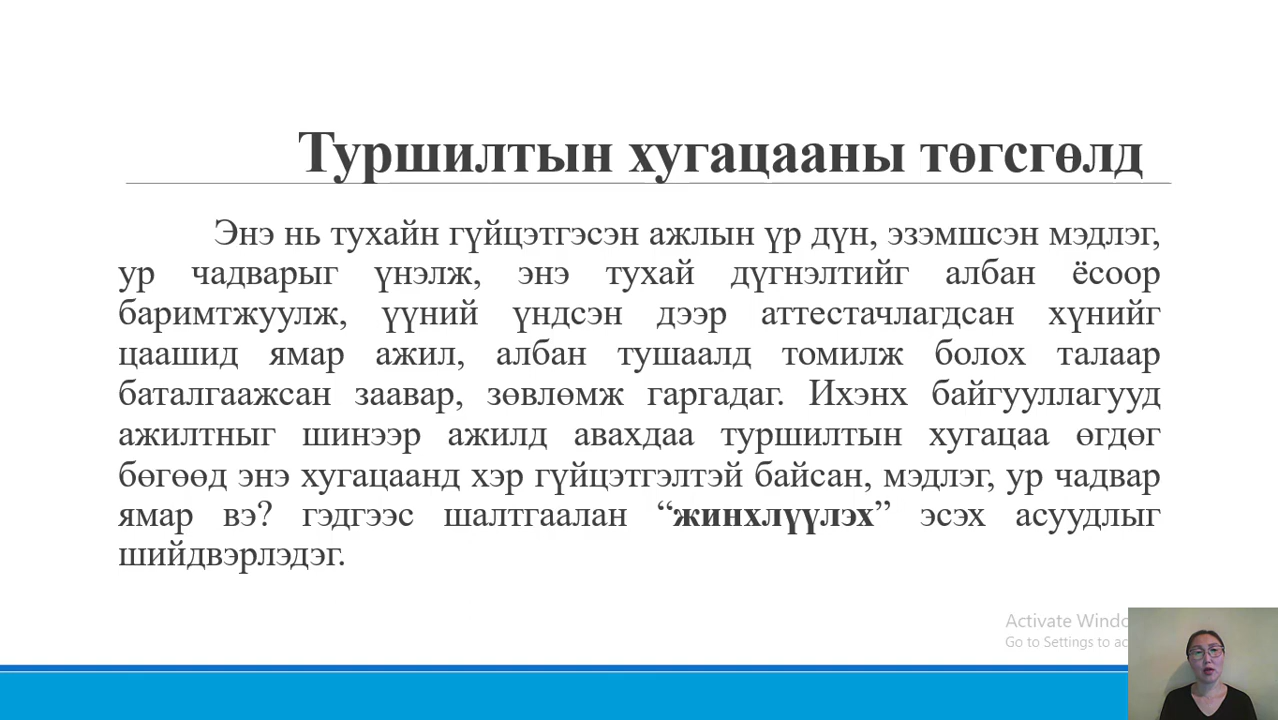 Туршилтын хугацааны төгсгөлд
Энэ нь тухайн гүйцэтгэсэн ажлын үр дүн, эзэмшсэн мэдлэг,
ур чадварыг үнэлж, энэ тухай дүгнэлтийг албан ёсоор
баримтжуулж, үүний үндсэн дээр аттестачлагдсан хүнийг
цаашид ямар ажил, албан тушаалд томилж болох талаар
баталгаажсан заавар, зөвлөмж гаргадаг. Ихэнх байгууллагууд
ажилтныг шинээр ажилд авахдаа туршилтын хугацаа өгдөг
бөгөөд энэ хугацаанд хэр гүйцэтгэлтэй байсан, мэдлэг, ур чадвар
ямар вэ? гэдгээс шалтгаалан “жинхлүүлэх” эсэх асуудлыг
шийдвэрлэдэг.
Activate
Go to Settings to